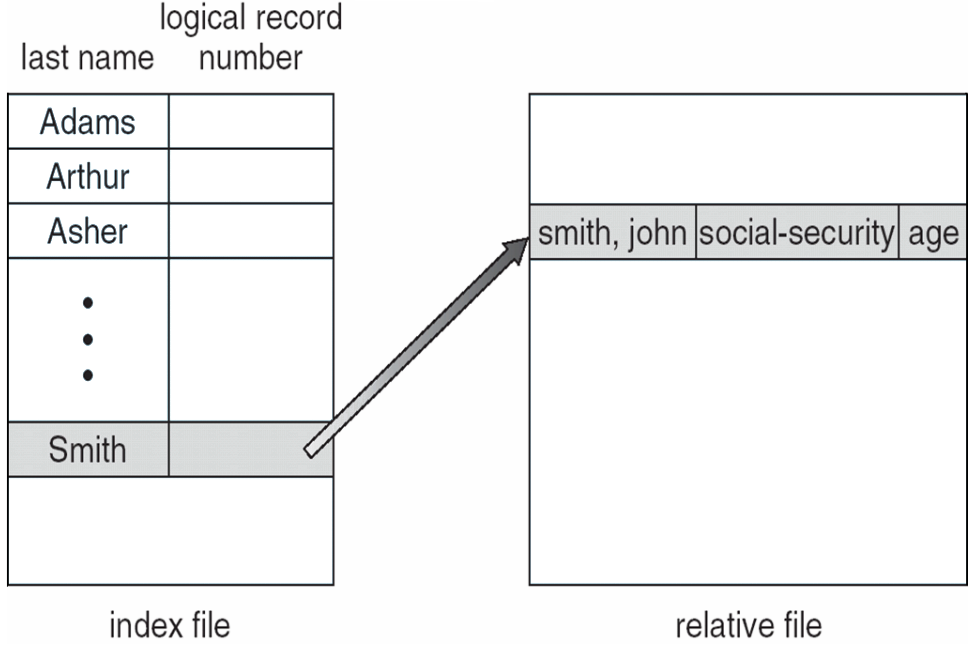 logical record
last name number
Adams
Arthur
Asher
smith, john social-security age
Smith
index file relative file